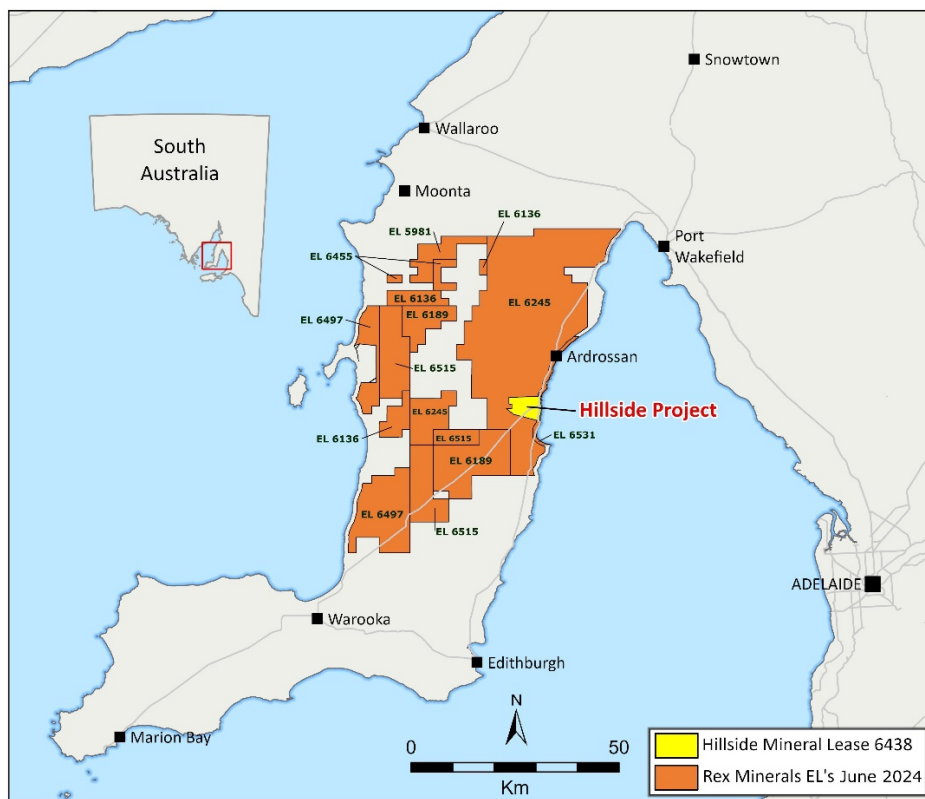 Snowtown
Wallaroo
South
Australia
Moonta
EL 6136
EL 5981
Port
Wakefield
EL 6455
EL 6136
EL 6245
EL 6497
EL 6189
Ardrossan
EL 6515
Hillside Project
EL 6245
EL 6136
EL 6531
EL 6515
EL 6189
EL 6497
EL 6515
ADELAIDE
Warooka
Edithburgh
N
Marion Bay
0
50
Km
Hillside Mineral Lease 6438
Rex Minerals EL's June 2024